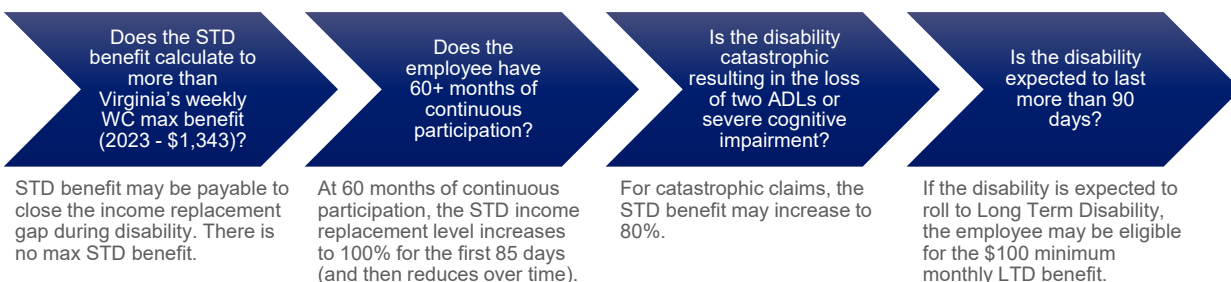 Does the STD
benefit calculate to
more than
Virginia's weekly
WC max benefit
(2023 - $1,343)?
STD benefit may be payable to
close the income replacement
gap during disability. There is
no max STD benefit.
Does the
employee have
60+ months of
continuous
participation?
At 60 months of continuous
participation, the STD income
replacement level increases
to 100% for the first 85 days
(and then reduces over time).
Is the disability
catastrophic
resulting in the loss
of two ADLs or
severe cognitive
impairment?
For catastrophic claims, the
STD benefit may increase to
80%.
Is the disability
expected to last
more than 90
days?
If the disability is expected to
roll to Long Term Disability,
the employee may be eligible
for the $100 minimum
monthly LTD benefit.